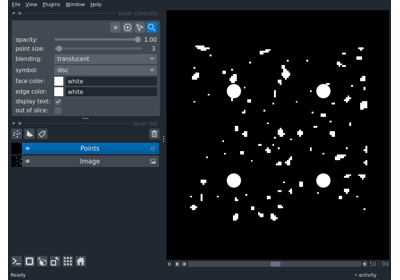 File View Plugins Window Help
layer controls
opacity: 1.00
point size: 3
blending: translucent
symbol: disc
face color: white
edge color: white
display text:
out of slice:
layer list
Points
Image
Ready
50 99
activity